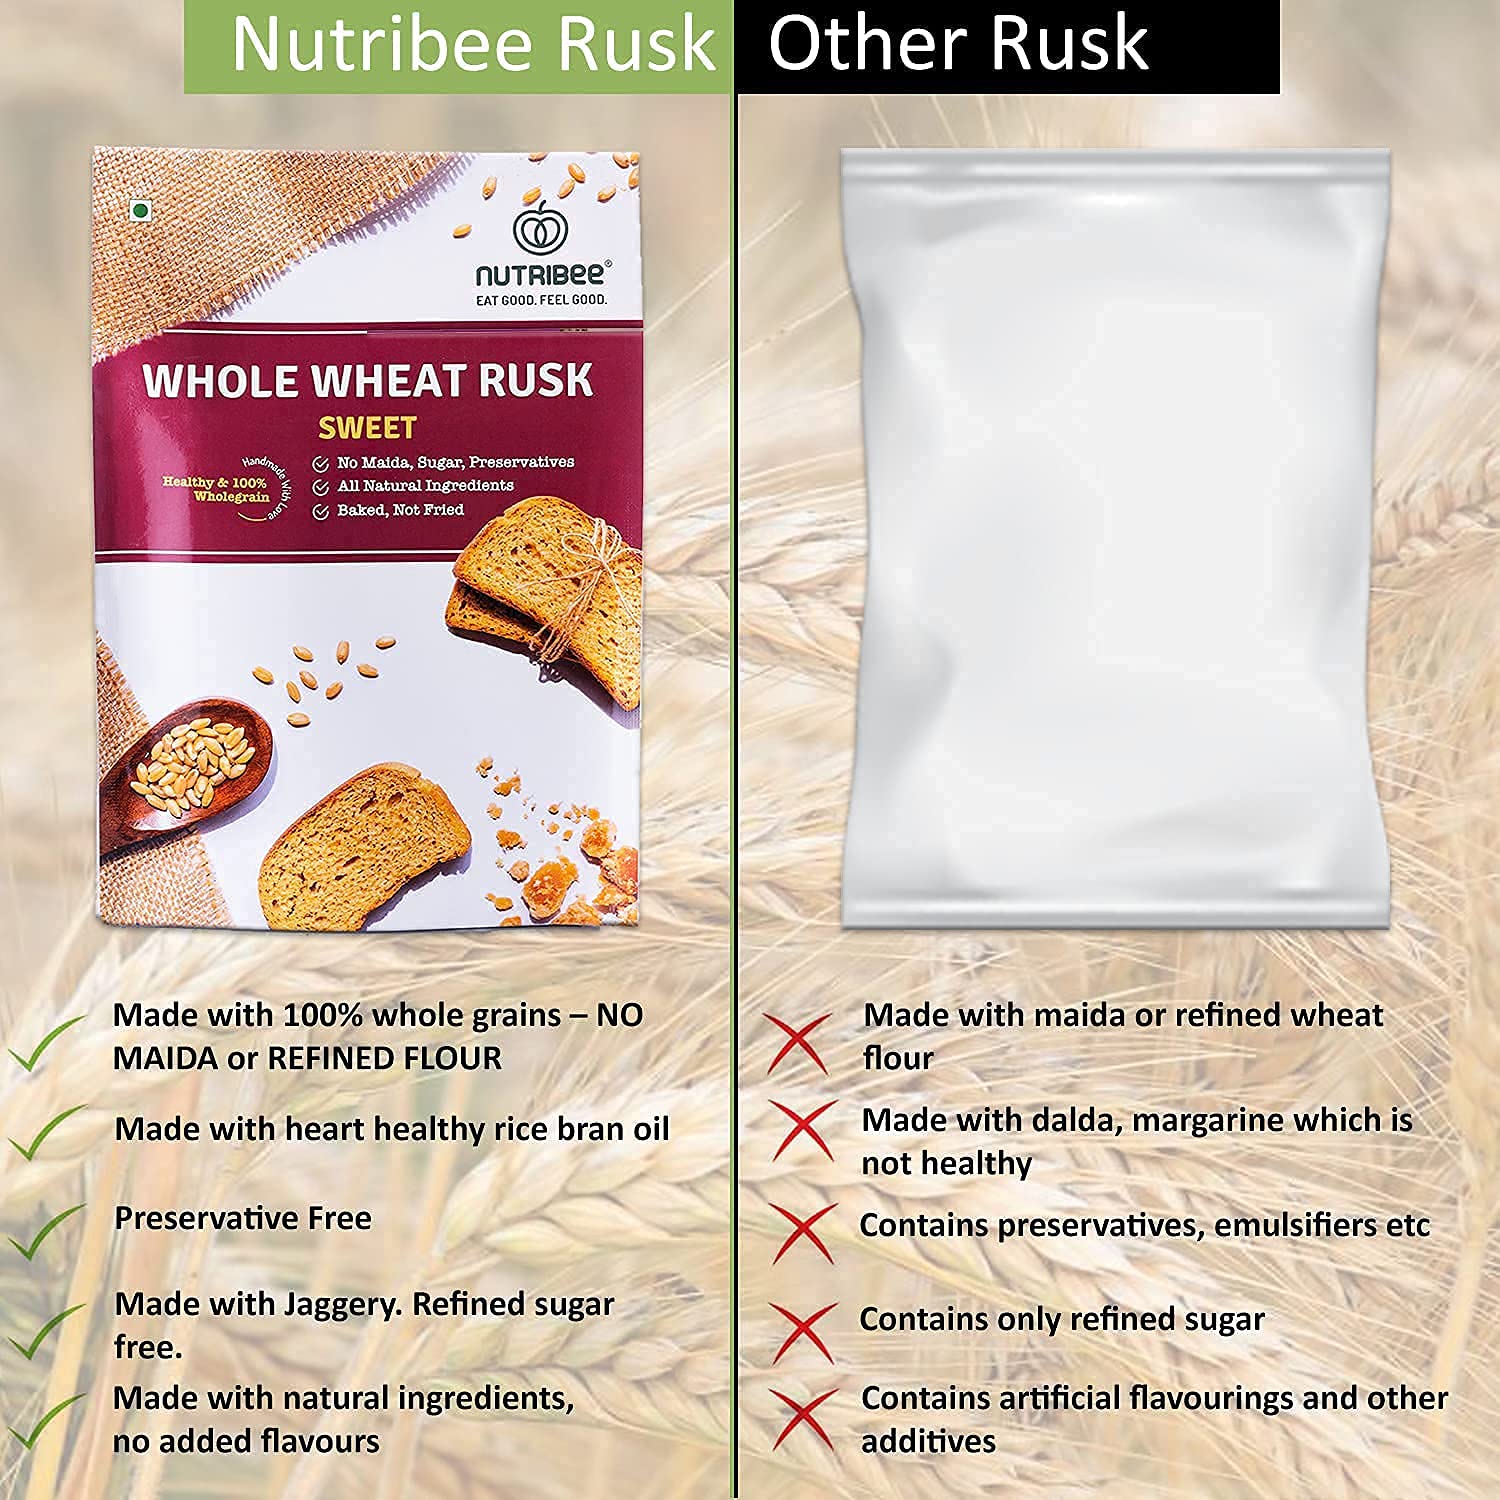 Nutribee Rusk
Other Rusk
NUTRIBEE®
EAT GOOD. FEEL GOOD.
WHOLE WHEAT RUSK
SWEET
Handmade With Love
Healthy & 100%
Wholegrain
No Maida, Sugar, Preservatives
All Natural Ingredients
Baked, Not Fried
Made with 100% whole grains – NO
MAIDA or REFINED FLOUR
Made with heart healthy rice bran oil
Preservative Free
Made with Jaggery. Refined sugar
free.
Made with natural ingredients,
no added flavours
Made with maida or refined wheat
flour
Made with dalda, margarine which is
not healthy
Contains preservatives, emulsifiers etc
Contains only refined sugar
Contains artificial flavourings and other
additives